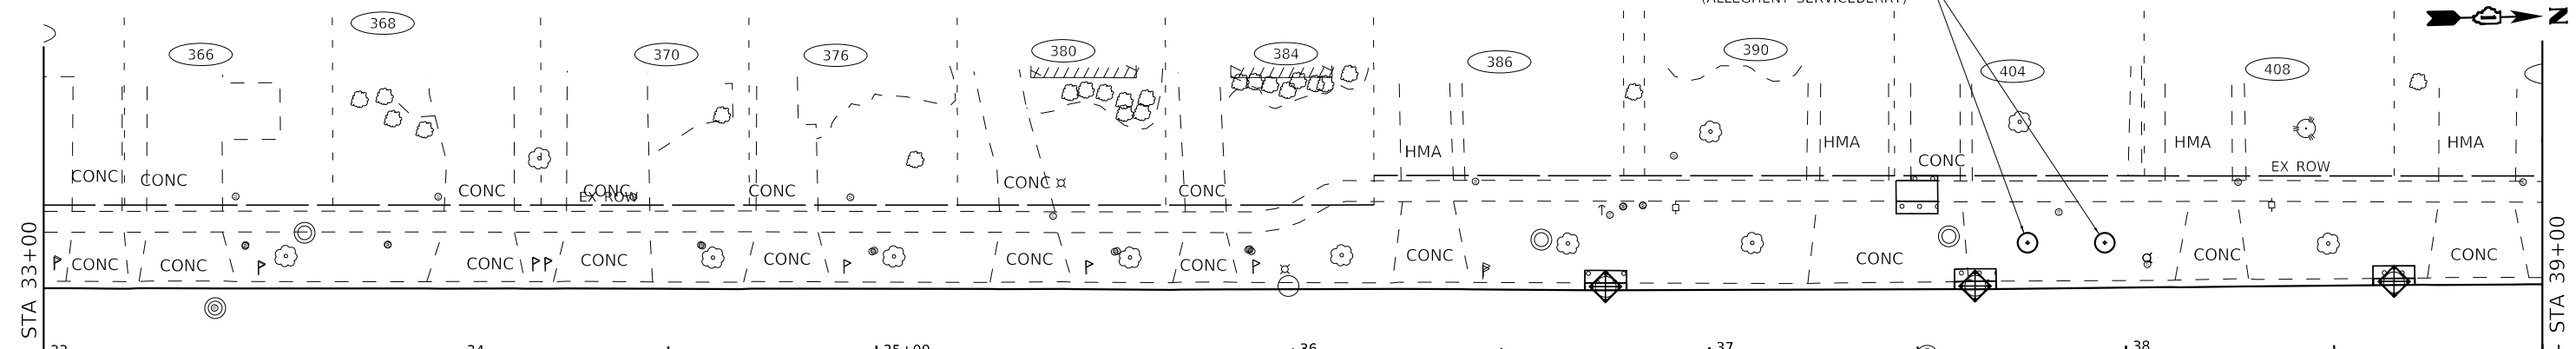 (ALLEGHENY SERVICEBERRY)
N
368
366
370
376
380
384
386
390
404
408
HMA
HMA
HMA
HMA
CONC
EX ROW
CONC
CONC
CONC
CONC
CONC
CONC
CONC
EX ROW
CONC
CONC
CONC
CONC
CONC
CONC
CONC
CONC
CONC
CONC
CONC
STA 33+00
STA 39+00
33
34
35+00
36
37
38